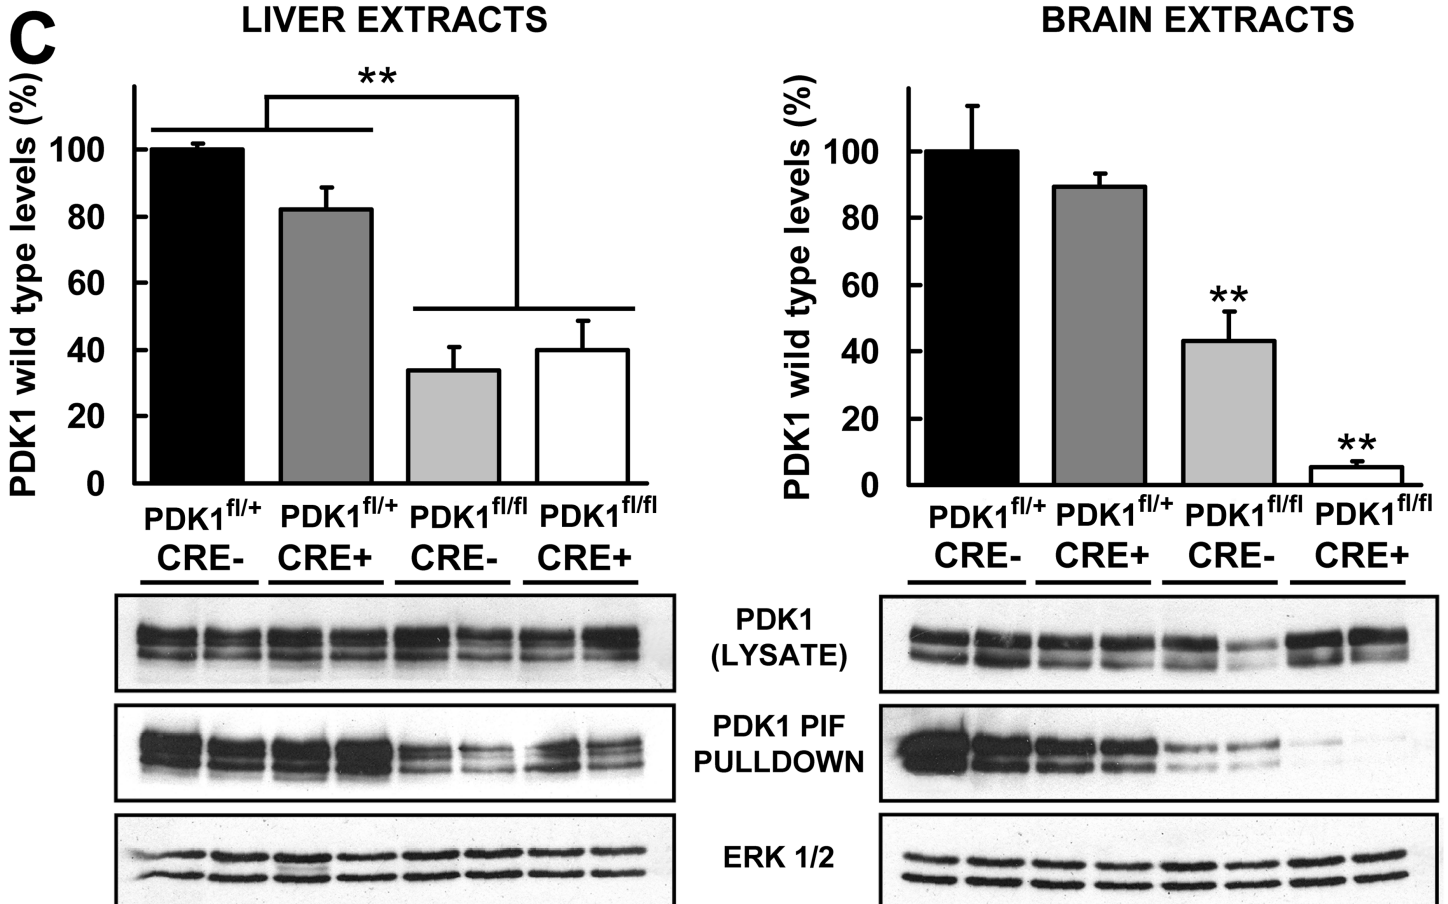 C
LIVER EXTRACTS
BRAIN EXTRACTS
PDK1 wild type levels (%)
100
80
60
40
20
0
**
PDK1fl/+ PDK1fl/+ PDK1fl/fl PDK1fl/fl
CRE- CRE+ CRE- CRE+
PDK1 wild type levels (%)
100
80
60
40
20
0
**
**
PDK1fl/+ PDK1fl/+ PDK1fl/fl PDK1fl/fl
CRE- CRE+ CRE- CRE+
PDK1
(LYSATE)
PDK1 PIF
PULLDOWN
ERK 1/2